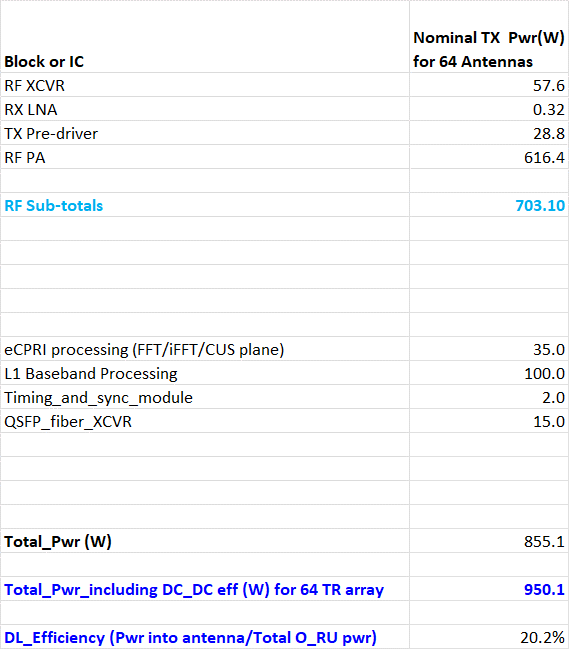 Nominal TX  Pwr(W)
Block or IC for 64 Antennas
RF XCVR 57.6
RX LNA 0.32
TX Pre-driver 28.8
RF PA 616.4
RF Sub-totals 703.10
eCPRI processing (FFT/iFFT/CUS plane) 35.0
L1 Baseband Processing 100.0
Timing_and_sync_module 2.0
QSFP_fiber_XCVR 15.0
Total_Pwr (W) 855.1
Total_Pwr_including DC_DC eff (W) for 64 TR array 950.1
DL_Efficiency (Pwr into antenna/Total O_RU pwr) 20.2%